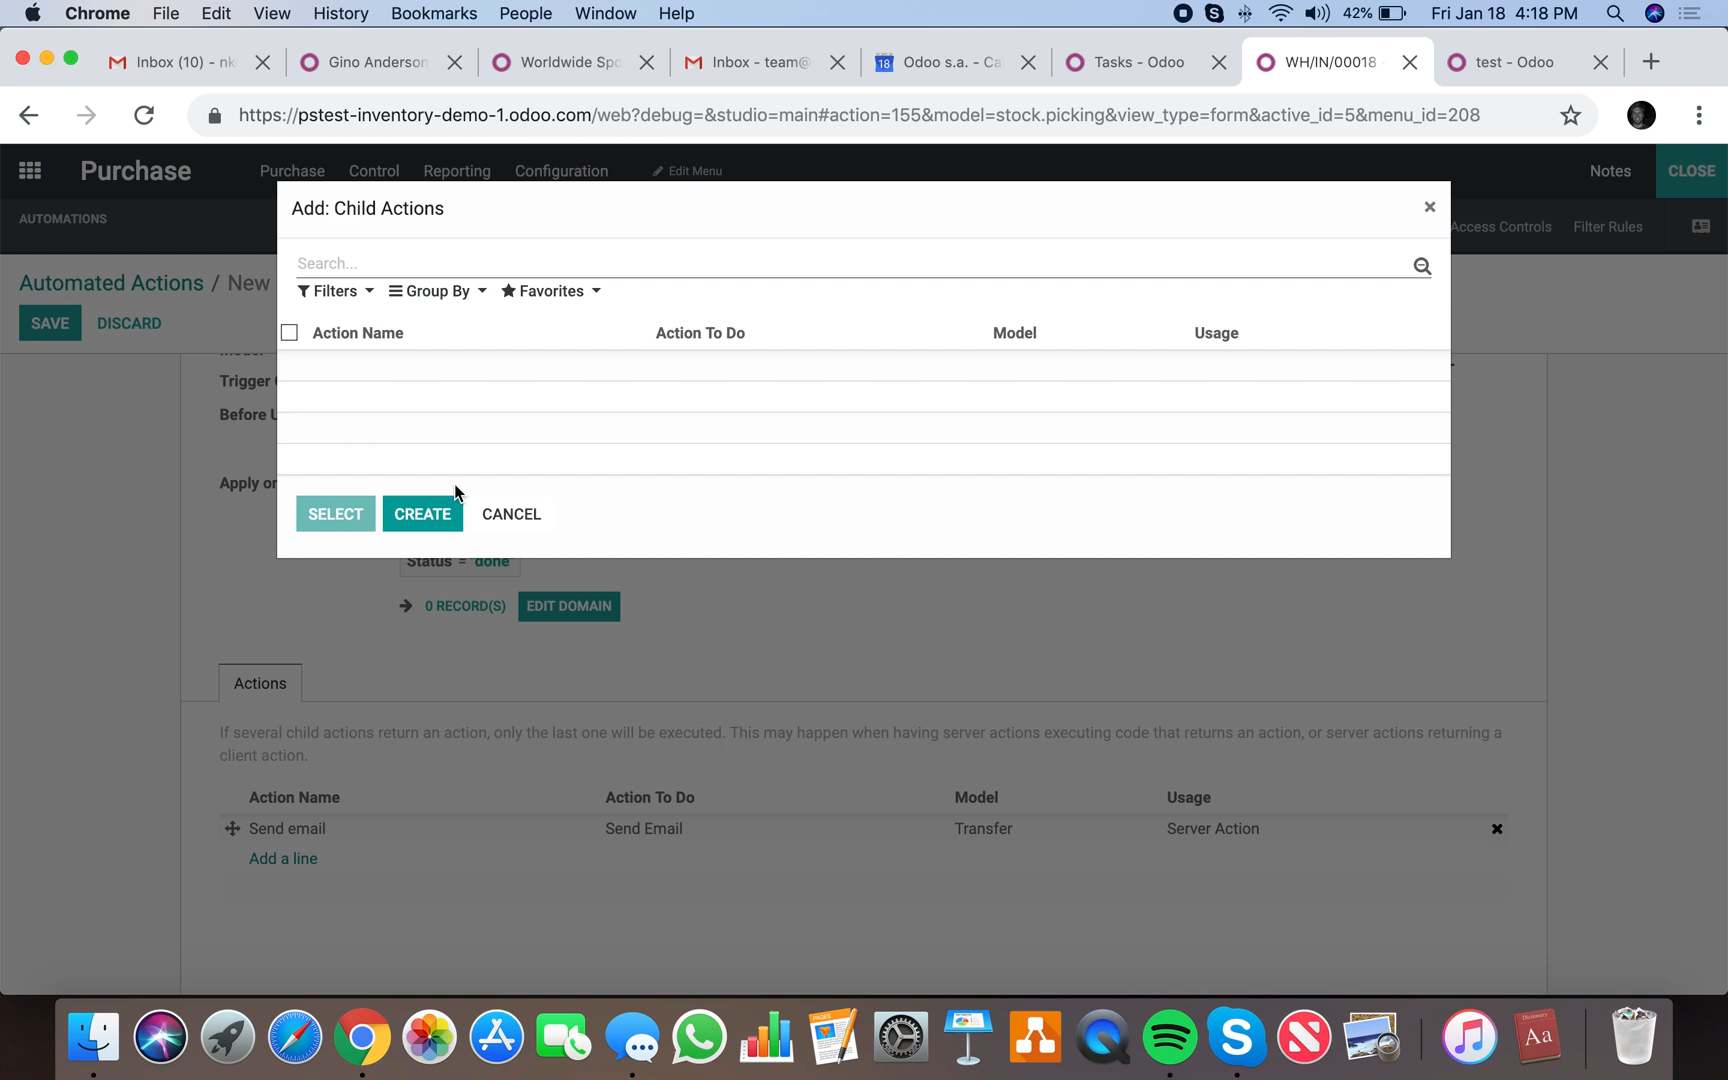 Chrome File Edit View History Bookmarks People Window Help 42% Fri Jan 18 4:18 PM
Inbox (10) - nk Gino Anderson Worldwide Spo Inbox - team@ 18 Odoo s.a. - Ca Tasks - Odoo WH/IN/00018 - test - Odoo
https://pstest-inventory-demo-1.odoo.com/web?debug=&studio=main#action=155&model=stock.picking&view_type=form&active_id=5&menu_id=208
Purchase Purchase Control Reporting Configuration Edit Menu Notes CLOSE
AUTOMATIONS Access Controls Filter Rules
Add: Child Actions
Search...
Filters Group By Favorites
Automated Actions / New
SAVE DISCARD
Action Name Action To Do Model Usage
Trigger
Before U
Apply on
SELECT CREATE CANCEL
Status = done
0 RECORD(S) EDIT DOMAIN
Actions
If several child actions return an action, only the last one will be executed. This may happen when having server actions executing code that returns an action, or server actions returning a
client action.
Action Name Action To Do Model Usage
Send email Send Email Transfer Server Action
Add a line
PAGES
Dictionary
Aa